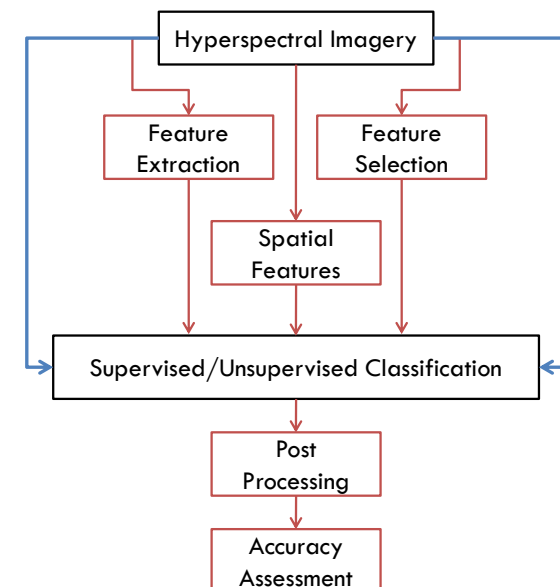 Hyperspectral Imagery
Feature
Extraction
Feature
Selection
Spatial
Features
Supervised/Unsupervised Classification
Post
Processing
Accuracy
Assessment